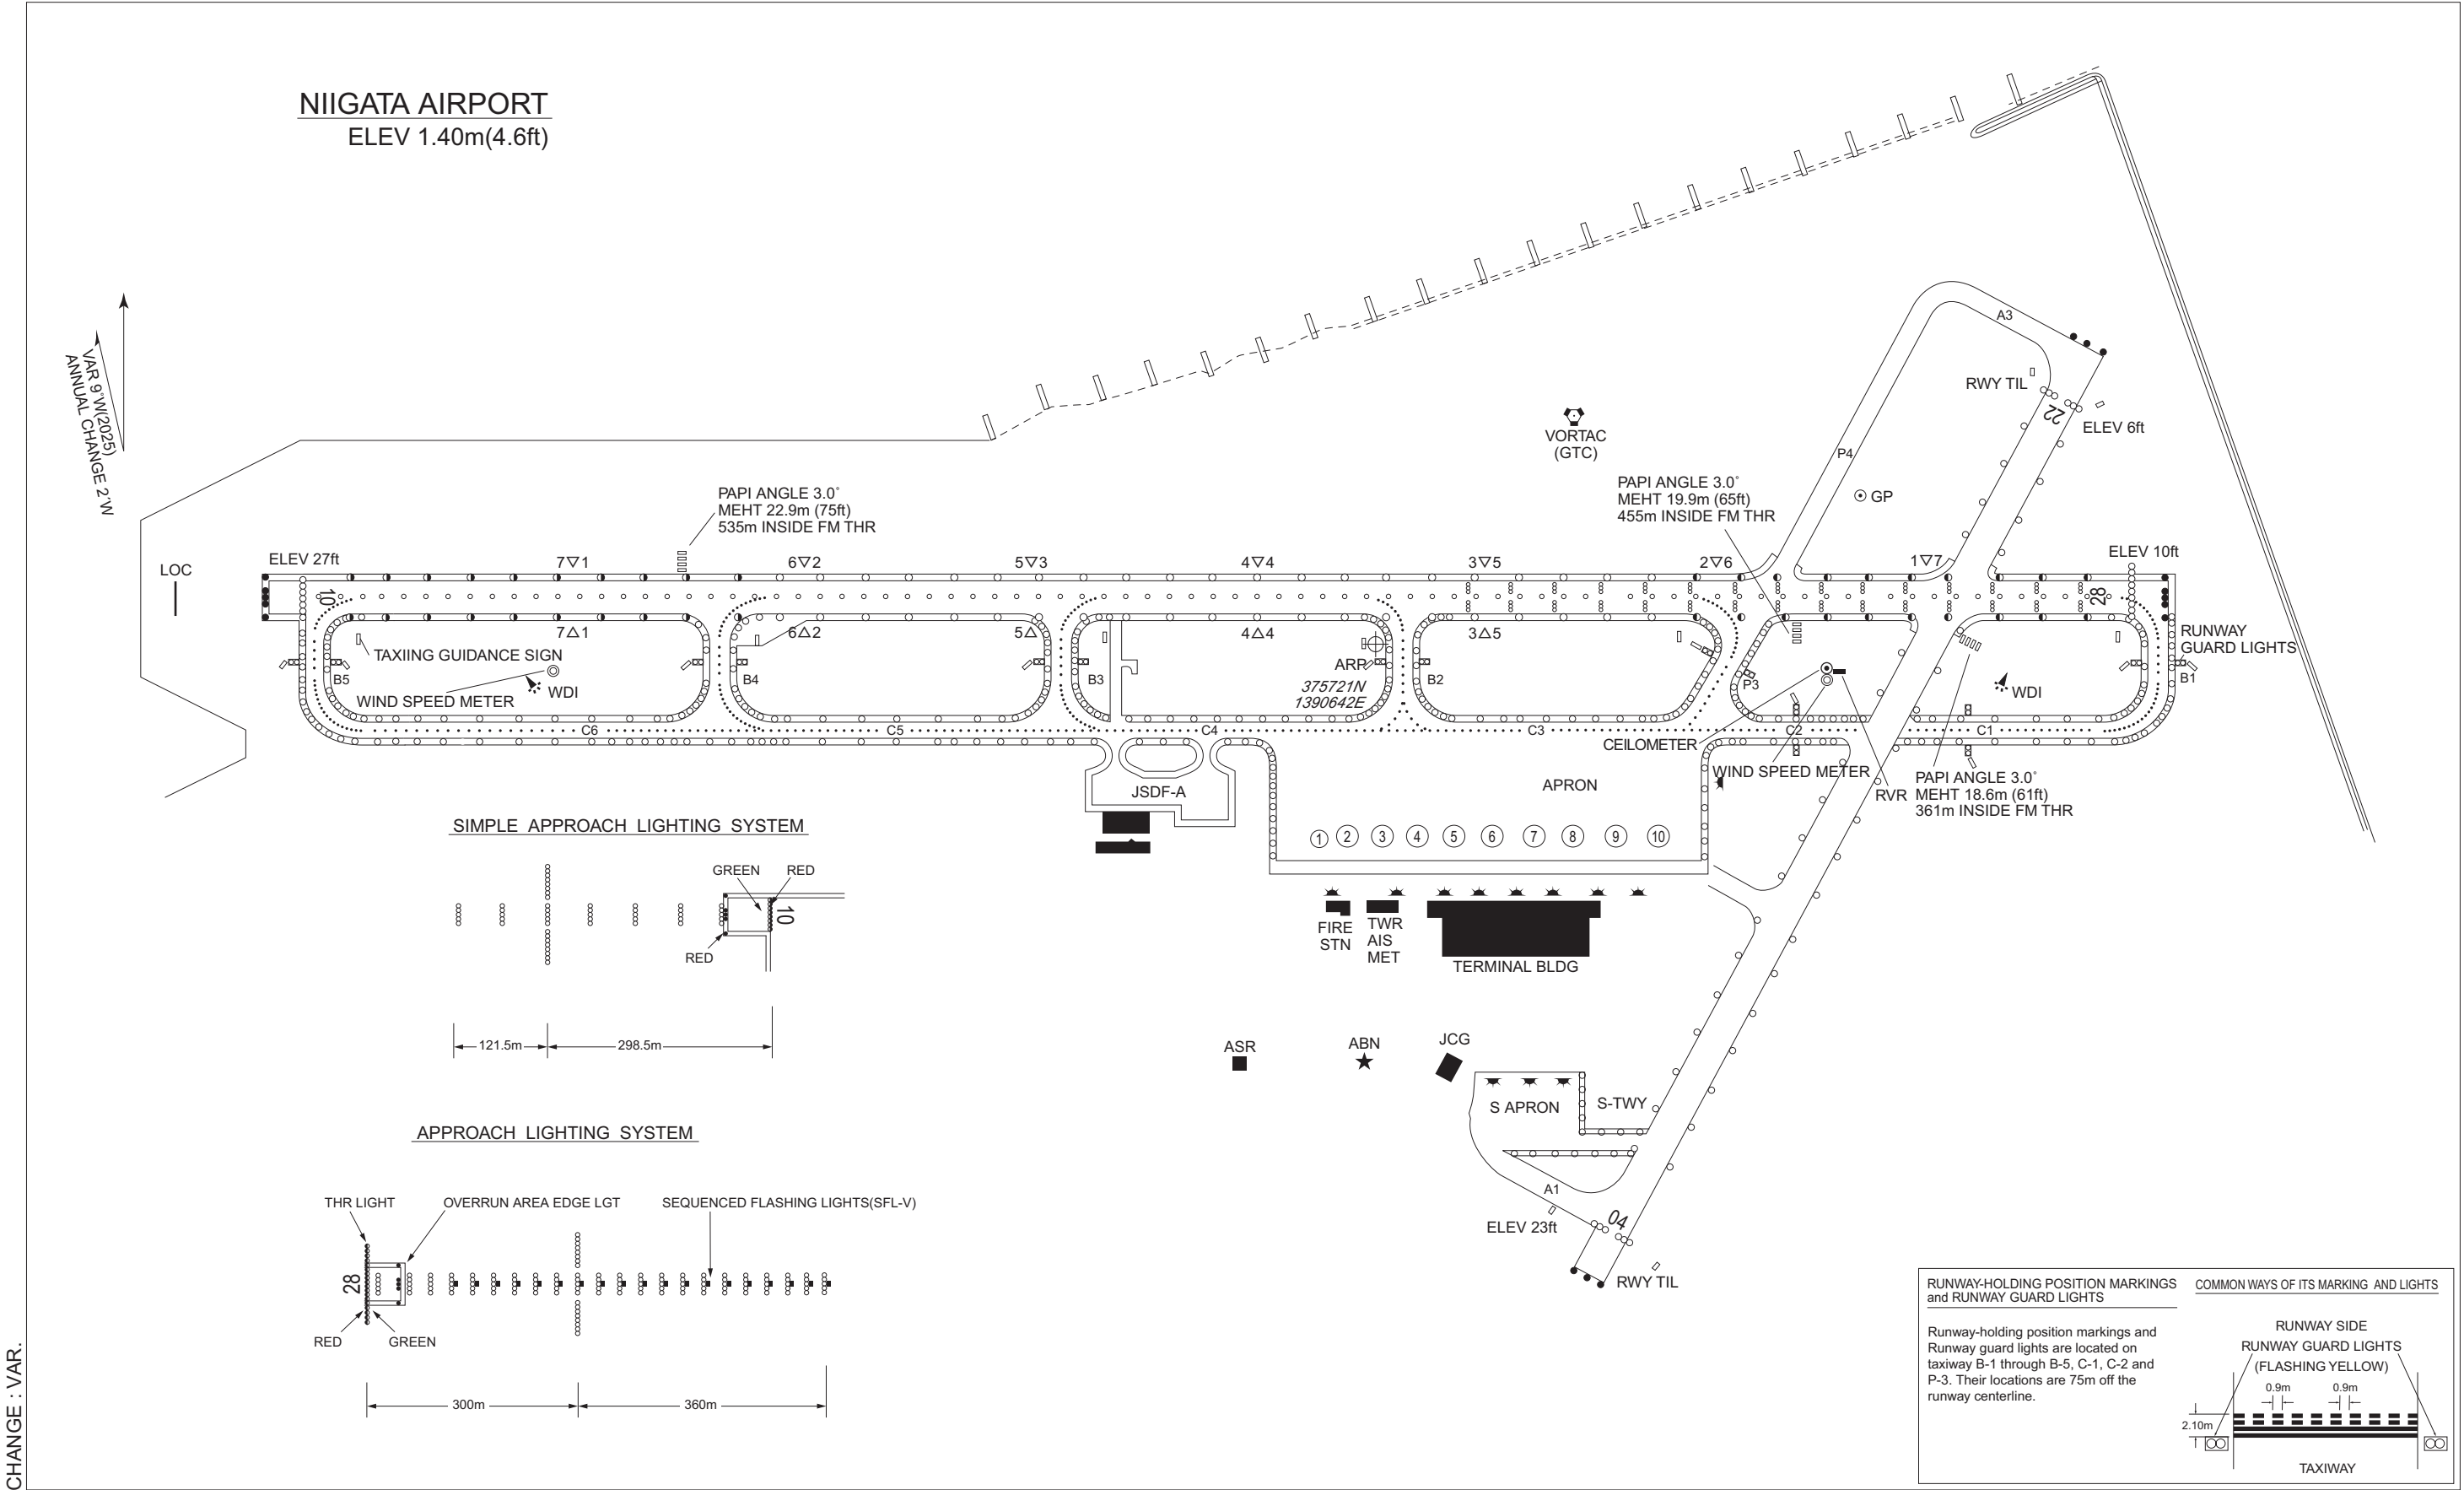 NIIGATA AIRPORT
ELEV 1.40m(4.6ft)
VAR 9°W(2025)
ANNUAL CHANGE 2'W
VORTAC
(GTC)
A3
RWY TIL
22
ELEV 6ft
P4
GP
PAPI ANGLE 3.0°
MEHT 22.9m (75ft)
535m INSIDE FM THR
PAPI ANGLE 3.0°
MEHT 19.9m (65ft)
455m INSIDE FM THR
LOC
ELEV 27ft
7▽1
6▽2
5▽3
4▽4
3▽5
2▽6
1▽7
ELEV 10ft
10
28
7△1
6△2
5△
4△4
3△5
TAXIING GUIDANCE SIGN
WIND SPEED METER
WDI
B5
B4
B3
ARP
375721N
1390642E
B2
P3
WDI
B1
RUNWAY
GUARD LIGHTS
C6
C5
C4
C3
C2
C1
CEILOMETER
WIND SPEED METER
RVR
PAPI ANGLE 3.0°
MEHT 18.6m (61ft)
361m INSIDE FM THR
JSDF-A
APRON
1 2 3 4 5 6 7 8 9 10
FIRE
STN
TWR
AIS
MET
TERMINAL BLDG
SIMPLE APPROACH LIGHTING SYSTEM
GREEN
RED
10
RED
121.5m
298.5m
ASR
ABN
JCG
S APRON
S-TWY
A1
ELEV 23ft
04
RWY TIL
APPROACH LIGHTING SYSTEM
THR LIGHT
OVERRUN AREA EDGE LGT
SEQUENCED FLASHING LIGHTS(SFL-V)
28
RED
GREEN
300m
360m
RUNWAY-HOLDING POSITION MARKINGS
and RUNWAY GUARD LIGHTS
Runway-holding position markings and
Runway guard lights are located on
taxiway B-1 through B-5, C-1, C-2 and
P-3. Their locations are 75m off the
runway centerline.
COMMON WAYS OF ITS MARKING AND LIGHTS
RUNWAY SIDE
RUNWAY GUARD LIGHTS
(FLASHING YELLOW)
0.9m
0.9m
2.10m
TAXIWAY
CHANGE : VAR.